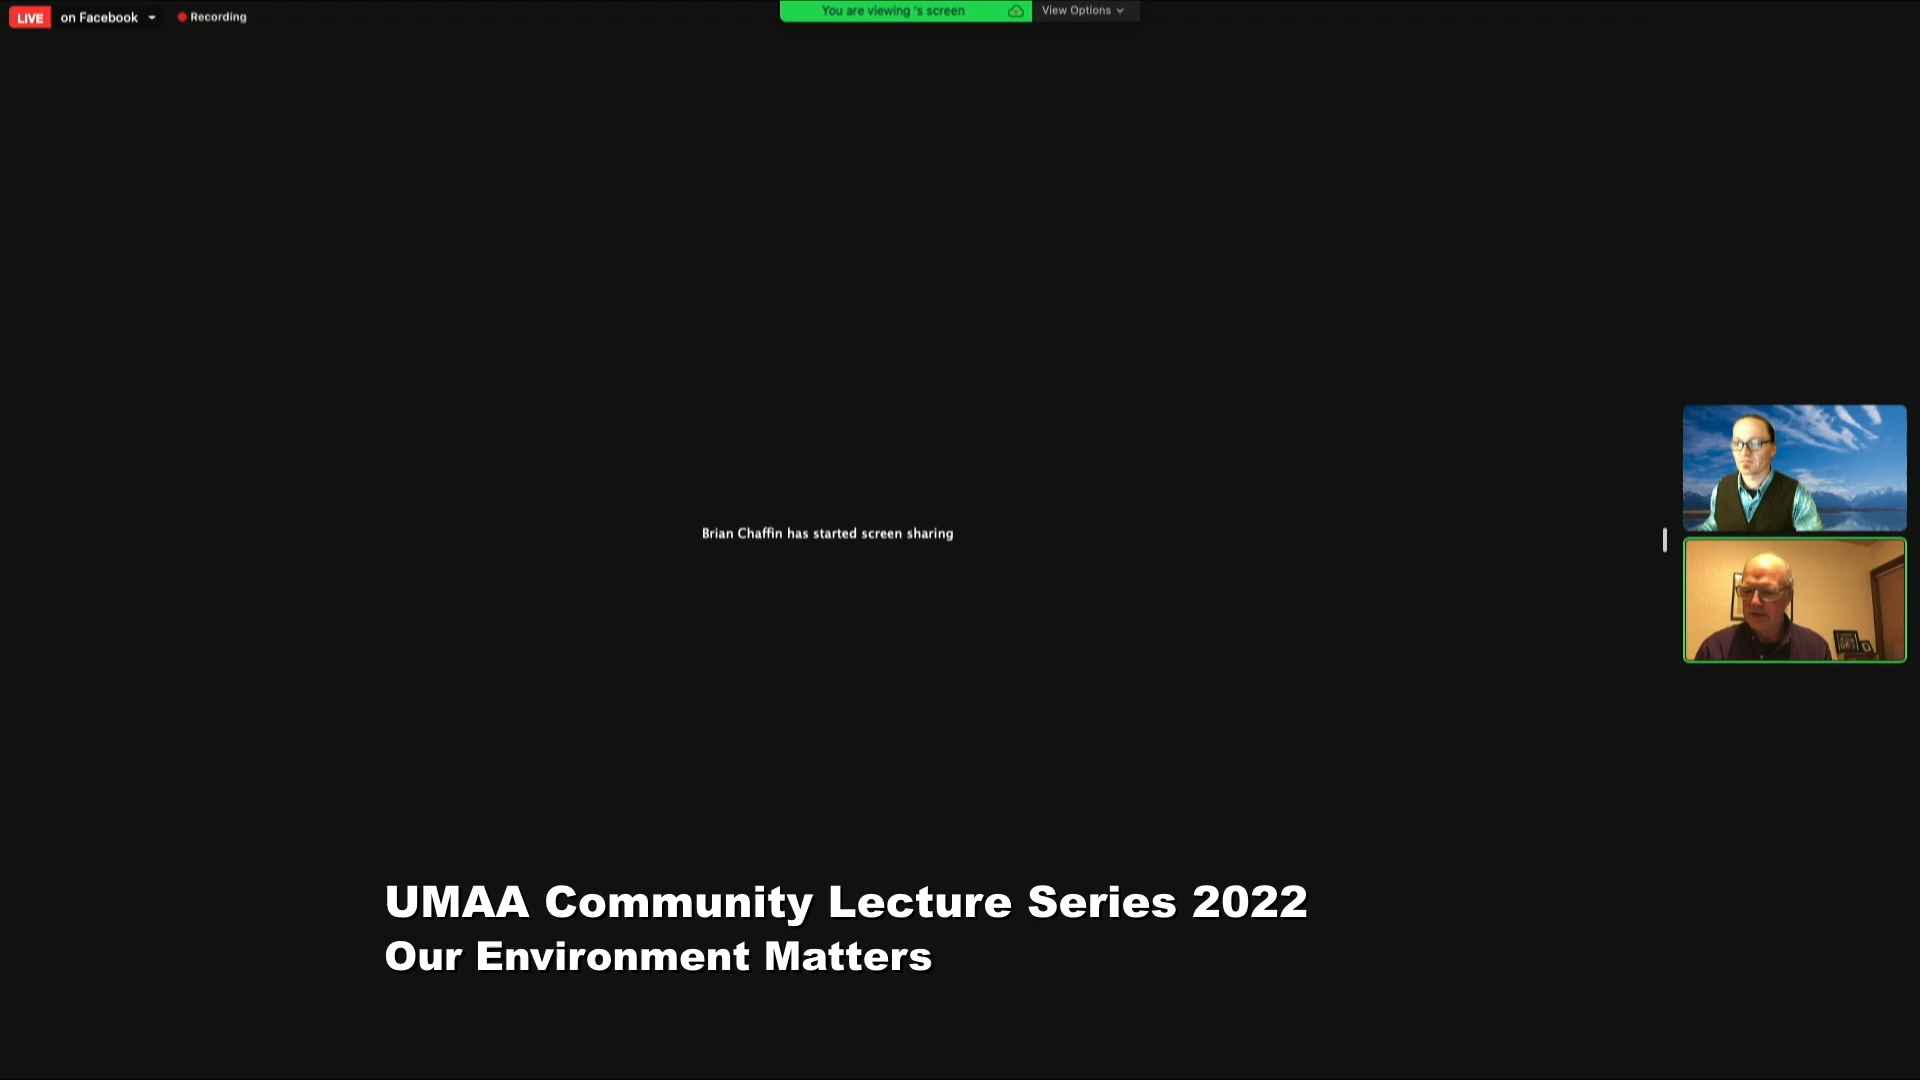 LIVE on Facebook Recording
You are viewing 's screen View Options
Brian Chaffin has started screen sharing
UMAA Community Lecture Series 2022
Our Environment Matters